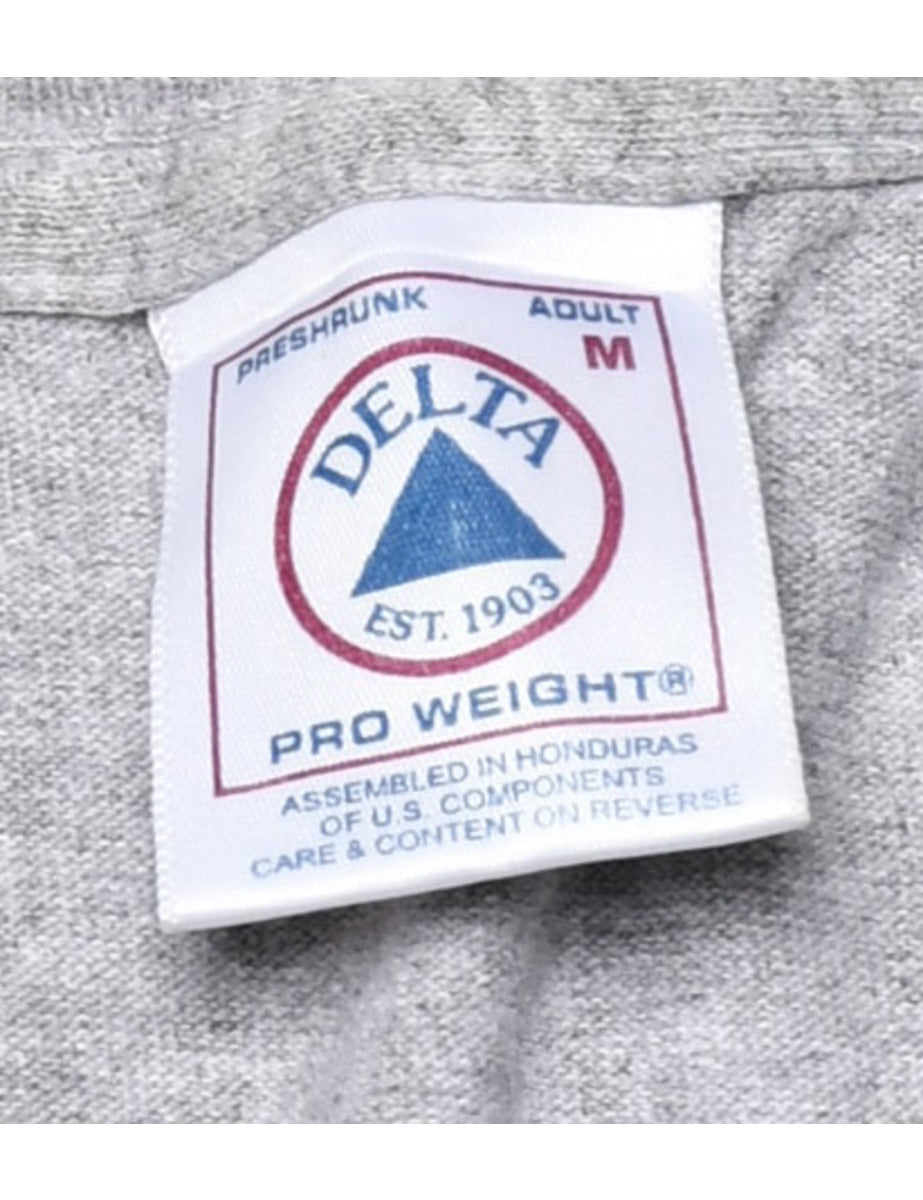 PRESHRUNK ADULT
M
DELTA
EST. 1903
PRO WEIGHT®
ASSEMBLED IN HONDURAS
OF U.S. COMPONENTS
CARE & CONTENT ON REVERSE